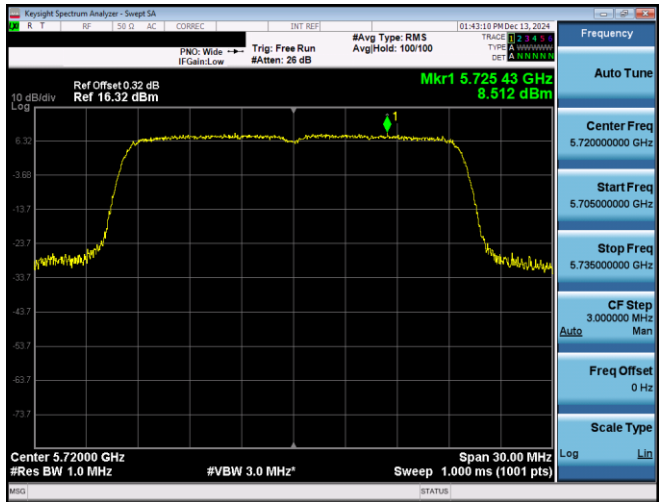 Keysight Spectrum Analyzer - Swept SA
R T RF 50 Ω AC CORREC INT REF 01:43:10 PM Dec 13, 2024
PNO: Wide Trig: Free Run #Avg Type: RMS TRACE 1 2 3 4 5 6
IFGain:Low #Atten: 26 dB Avg|Hold: 100/100 TYPE A WWWWW
DET A N N N N N
Mkr1 5.725 43 GHz
8.512 dBm
Ref Offset 0.32 dB
10 dB/div Ref 16.32 dBm
Log
1
6.32
-3.68
-13.7
-23.7
-33.7
-43.7
-53.7
-63.7
-73.7
Center 5.72000 GHz Span 30.00 MHz
#Res BW 1.0 MHz #VBW 3.0 MHz* Sweep 1.000 ms (1001 pts)
MSG STATUS
Frequency
Auto Tune
Center Freq
5.720000000 GHz
Start Freq
5.705000000 GHz
Stop Freq
5.735000000 GHz
CF Step
3.000000 MHz
Auto Man
Freq Offset
0 Hz
Scale Type
Log Lin